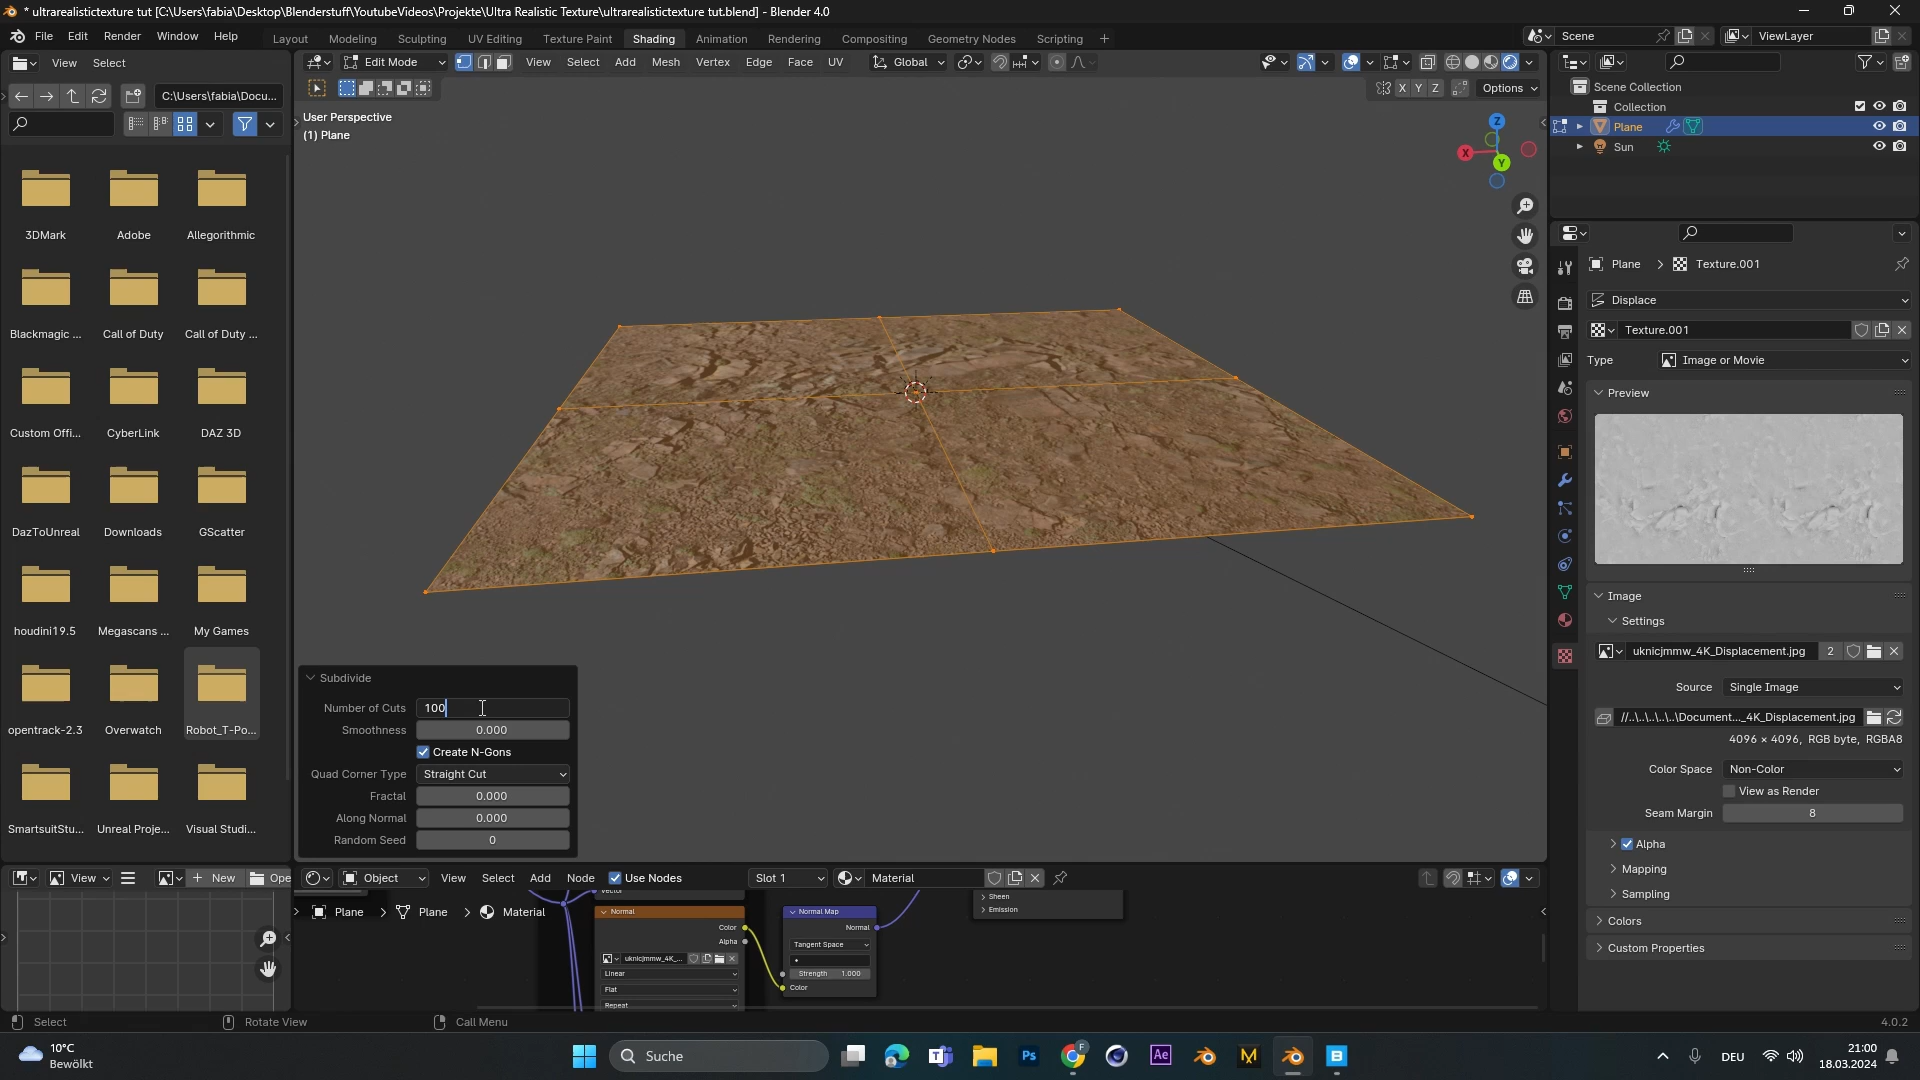 * ultrarealistictexture tut [C:\Users\fabia\Desktop\Blenderstuff\YoutubeVideos\Projekte\Ultra Realistic Texture\ultrarealistictexture tut.blend] - Blender 4.0
File Edit Render Window Help
Layout Modeling Sculpting UV Editing Texture Paint Shading Animation Rendering Compositing Geometry Nodes Scripting +
Scene
ViewLayer
View Select
Edit Mode View Select Add Mesh Vertex Edge Face UV Global
C:\Users\fabia\Docu...
X Y Z Options
User Perspective
(1) Plane
Z
X
Y
Scene Collection
Collection
Plane
Sun
3DMark Adobe Allegorithmic
Blackmagic ... Call of Duty Call of Duty ...
Custom Offi... CyberLink DAZ 3D
DazToUnreal Downloads GScatter
houdini19.5 Megascans ... My Games
opentrack-2.3 Overwatch Robot_T-Po...
SmartsuitStu... Unreal Proje... Visual Studi...
Subdivide
Number of Cuts 100
Smoothness 0.000
Create N-Gons
Quad Corner Type Straight Cut
Fractal 0.000
Along Normal 0.000
Random Seed 0
Plane > Texture.001
Displace
Texture.001
Type Image or Movie
Preview
Image
Settings
uknicjmmw_4K_Displacement.jpg 2
Source Single Image
//..\..\..\..\Document..._4K_Displacement.jpg
4096 × 4096, RGB byte, RGBA8
Color Space Non-Color
View as Render
Seam Margin 8
Alpha
Mapping
Sampling
Colors
Custom Properties
View + New Ope
Object View Select Add Node Use Nodes Slot 1 Material
Plane > Plane > Material
Vector
Normal
Color
Alpha
uknicjmmw_4K_...
Linear
Flat
Repeat
Normal Map
Normal
Tangent Space
Strength 1.000
Color
Sheen
Emission
Select Rotate View Call Menu
4.0.2
10°C
Bewölkt
Suche
Ps
F
Ae
M
B
DEU
21:00
18.03.2024